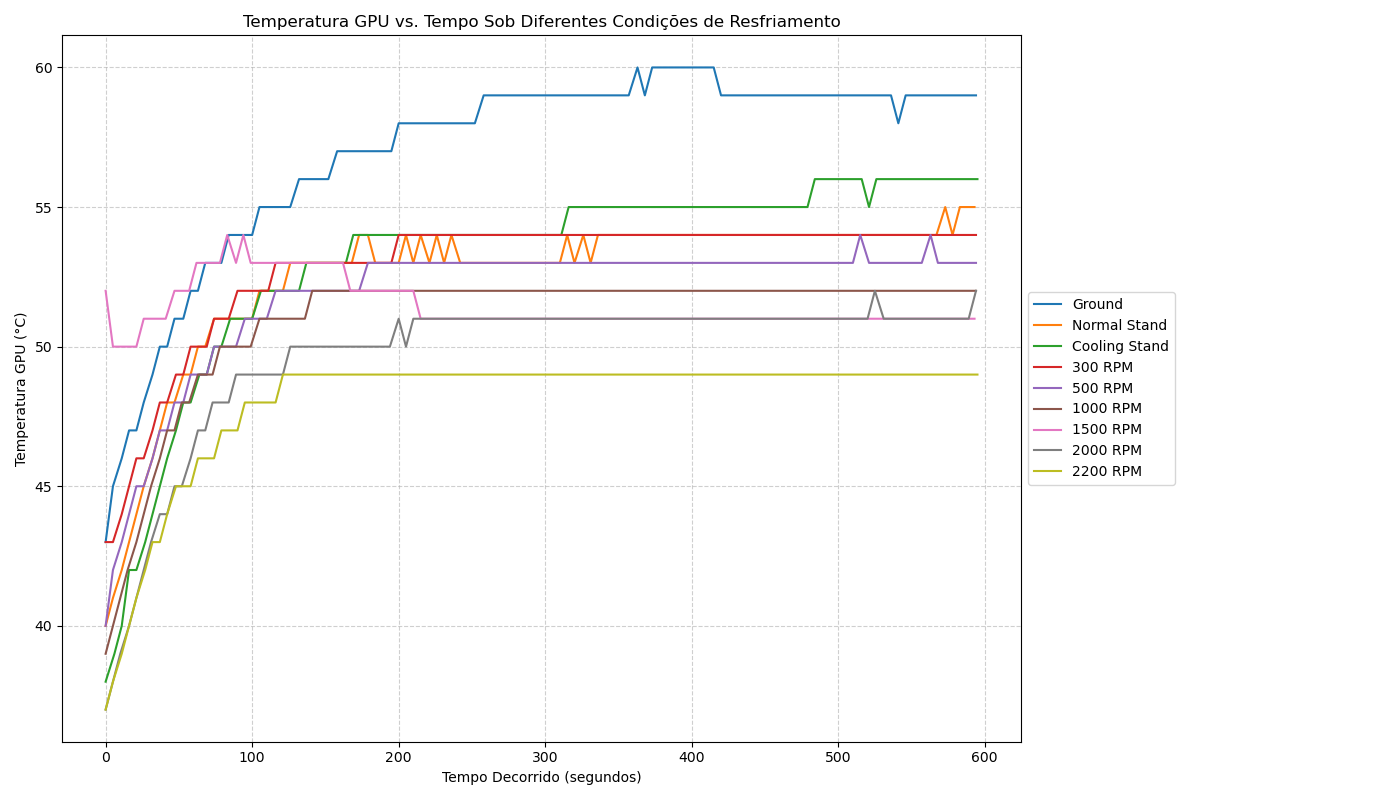 Temperatura GPU vs. Tempo Sob Diferentes Condições de Resfriamento
Temperatura GPU (°C)
60
55
50
45
40
0
100
200
300
400
500
600
Tempo Decorrido (segundos)
Ground
Normal Stand
Cooling Stand
300 RPM
500 RPM
1000 RPM
1500 RPM
2000 RPM
2200 RPM